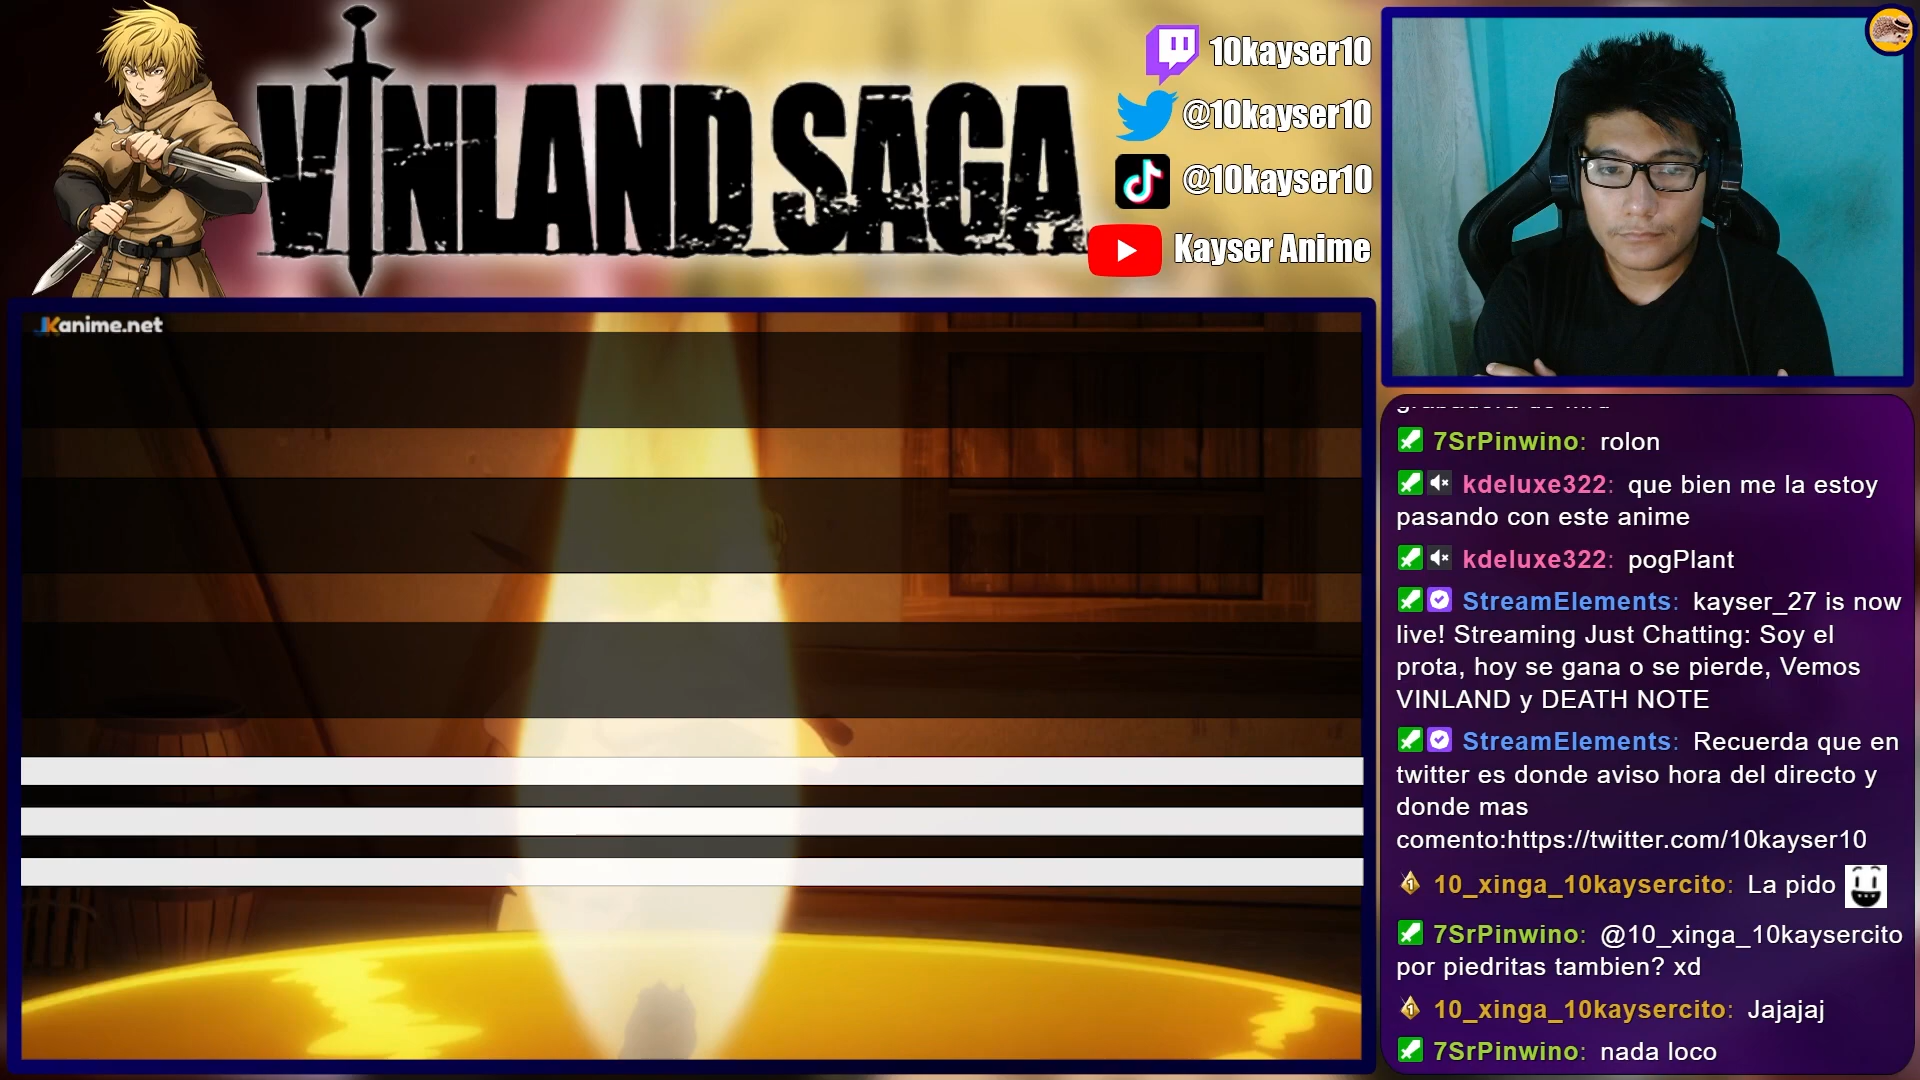 VINLAND SAGA
10kayser10
@10kayser10
@10kayser10
Kayser Anime
JKanime.net
7SrPinwino: rolon
kdeluxe322: que bien me la estoy
pasando con este anime
kdeluxe322: pogPlant
StreamElements: kayser_27 is now
live! Streaming Just Chatting: Soy el
prota, hoy se gana o se pierde, Vemos
VINLAND y DEATH NOTE
StreamElements: Recuerda que en
twitter es donde aviso hora del directo y
donde mas
comento:https://twitter.com/10kayser10
10_xinga_10kaysercito: La pido
7SrPinwino: @10_xinga_10kaysercito
por piedritas tambien? xd
10_xinga_10kaysercito: Jajajaj
7SrPinwino: nada loco